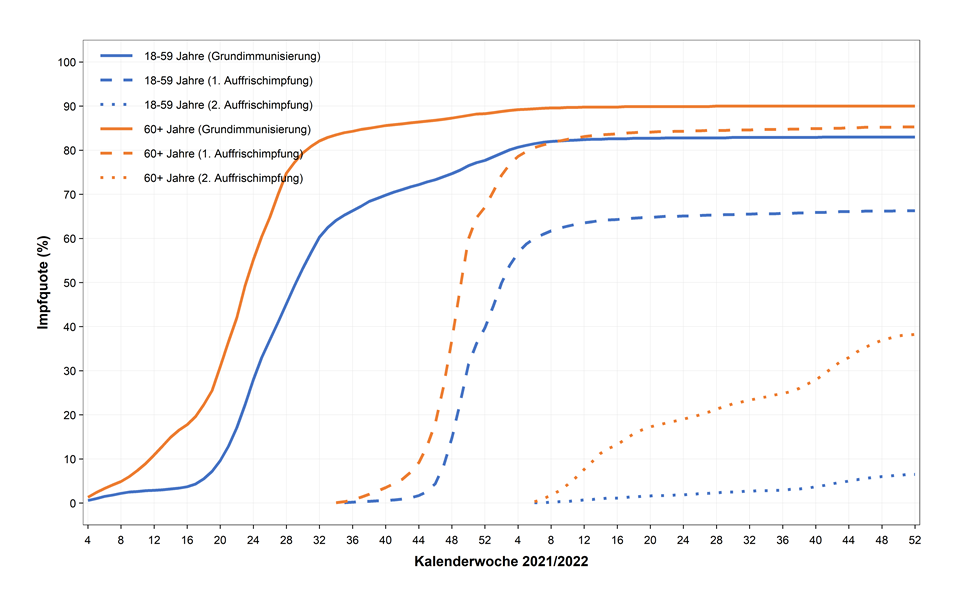 18-59 Jahre (Grundimmunisierung)
18-59 Jahre (1. Auffrischimpfung)
18-59 Jahre (2. Auffrischimpfung)
60+ Jahre (Grundimmunisierung)
60+ Jahre (1. Auffrischimpfung)
60+ Jahre (2. Auffrischimpfung)
Impfquote (%)
100
90
80
70
60
50
40
30
20
10
0
4 8 12 16 20 24 28 32 36 40 44 48 52 4 8 12 16 20 24 28 32 36 40 44 48 52
Kalenderwoche 2021/2022